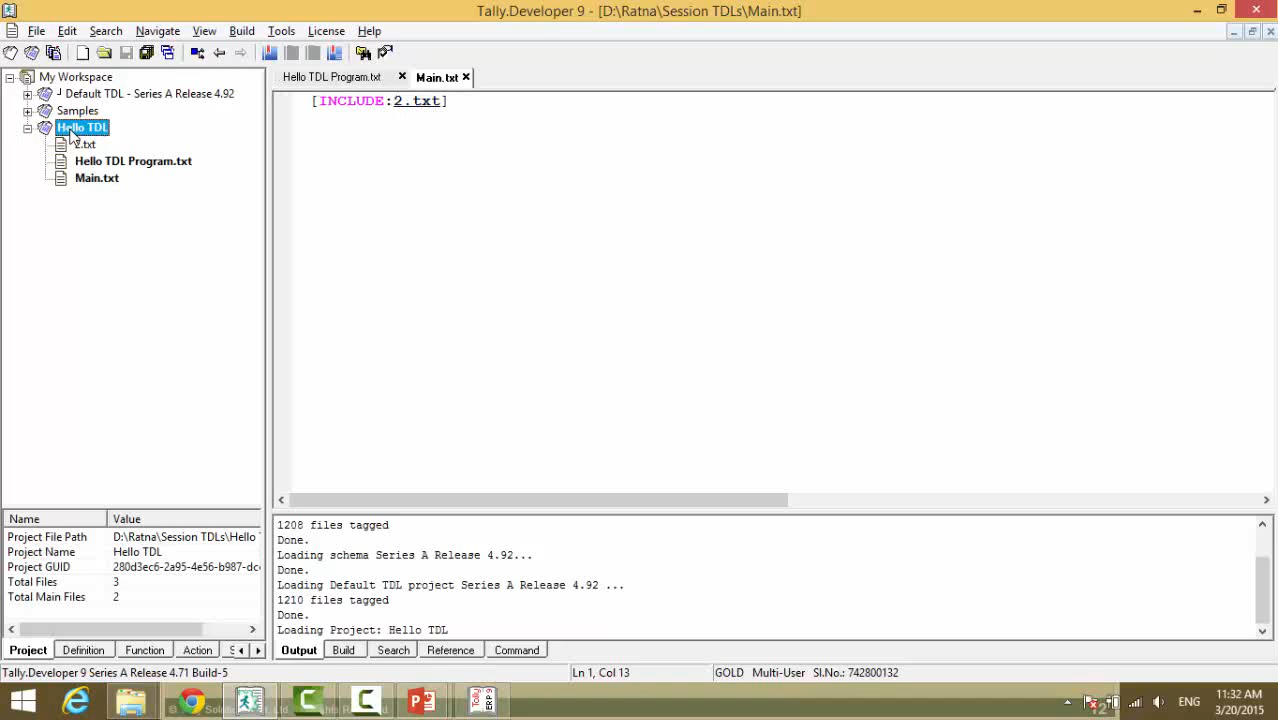 Tally.Developer 9 - [D:\Ratna\Session TDLs\Main.txt]
File Edit Search Navigate View Build Tools License Help
My Workspace
Default TDL - Series A Release 4.92
Samples
Hello TDL
2.txt
Hello TDL Program.txt
Main.txt
Hello TDL Program.txt Main.txt
[INCLUDE:2.txt]
Name Value
Project File Path D:\Ratna\Session TDLs\Hello
Project Name Hello TDL
Project GUID 280d3ec6-2a95-4e56-b987-dc
Total Files 3
Total Main Files 2
Project Definition Function Action S
1208 files tagged
Done.
Loading schema Series A Release 4.92...
Done.
Loading Default TDL project Series A Release 4.92 ...
1210 files tagged
Done.
Loading Project: Hello TDL
Output Build Search Reference Command
Tally.Developer 9 Series A Release 4.71 Build-5
Ln 1, Col 13
GOLD Multi-User Sl.No.: 742800132
Tally ERP 9
ENG
11:32 AM
3/20/2015